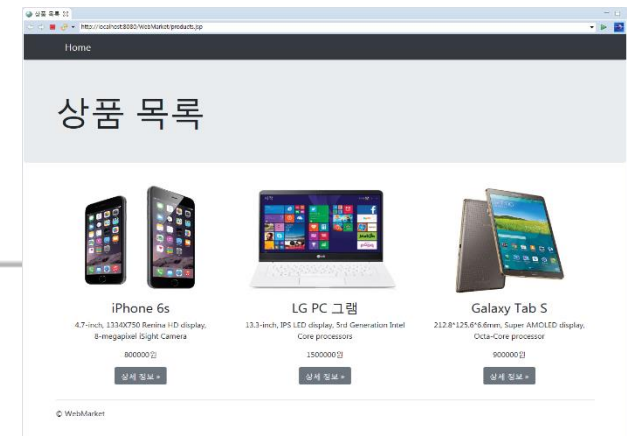 상품 목록
http://localhost:8080/WebMarket/products.jsp
Home
상품 목록
iPhone 6s
4.7-inch, 1334X750 Renina HD display,
8-megapixel iSight Camera
800000원
상세 정보 »
LG PC 그램
13.3-inch, IPS LED display, 5rd Generation Intel
Core processors
1500000원
상세 정보 »
Galaxy Tab S
212.8*125.6*6.6mm, Super AMOLED display,
Octa-Core processor
900000원
상세 정보 »
© WebMarket